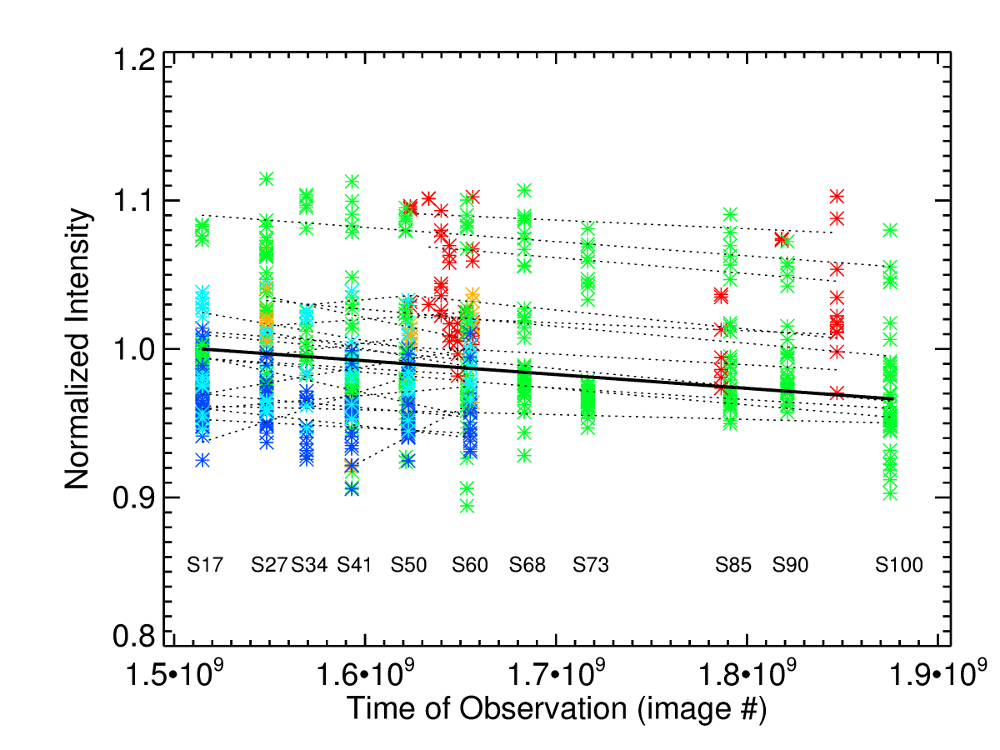 1.2
1.1
1.0
0.9
0.8
Normalized Intensity
S17 S27 S34 S41 S50 S60 S68 S73 S85 S90 S100
1.5•10⁹ 1.6•10⁹ 1.7•10⁹ 1.8•10⁹ 1.9•10⁹
Time of Observation (image #)